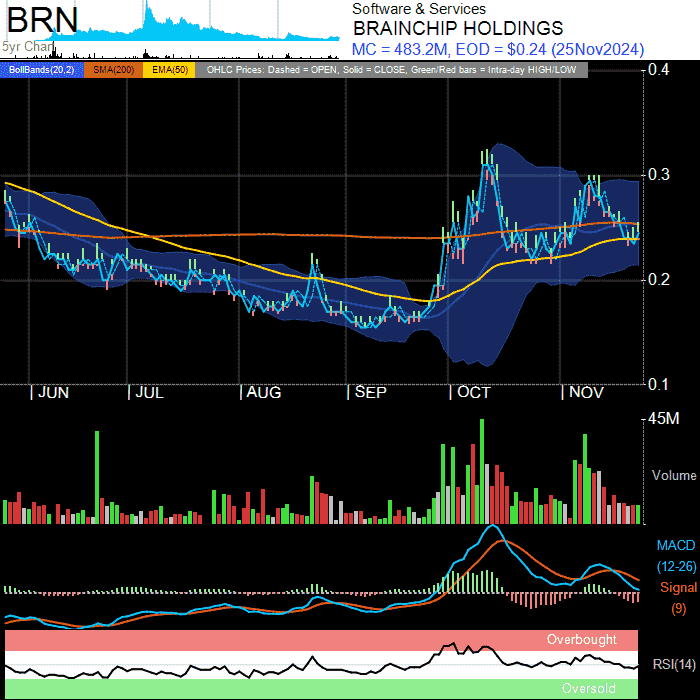 BRN
5yr Chart
Software & Services
BRAINCHIP HOLDINGS
MC = 483.2M, EOD = $0.24 (25Nov2024)
BollBands(20,2) SMA(200) EMA(50) OHLC Prices: Dashed = OPEN, Solid = CLOSE, Green/Red bars = Intra-day HIGH/LOW
0.4
0.3
0.2
0.1
| JUN | JUL | AUG | SEP | OCT | NOV
45M
Volume
MACD
(12-26)
Signal
(9)
Overbought
RSI(14)
Oversold